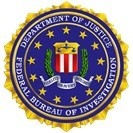 DEPARTMENT OF JUSTICE
FEDERAL BUREAU OF INVESTIGATION